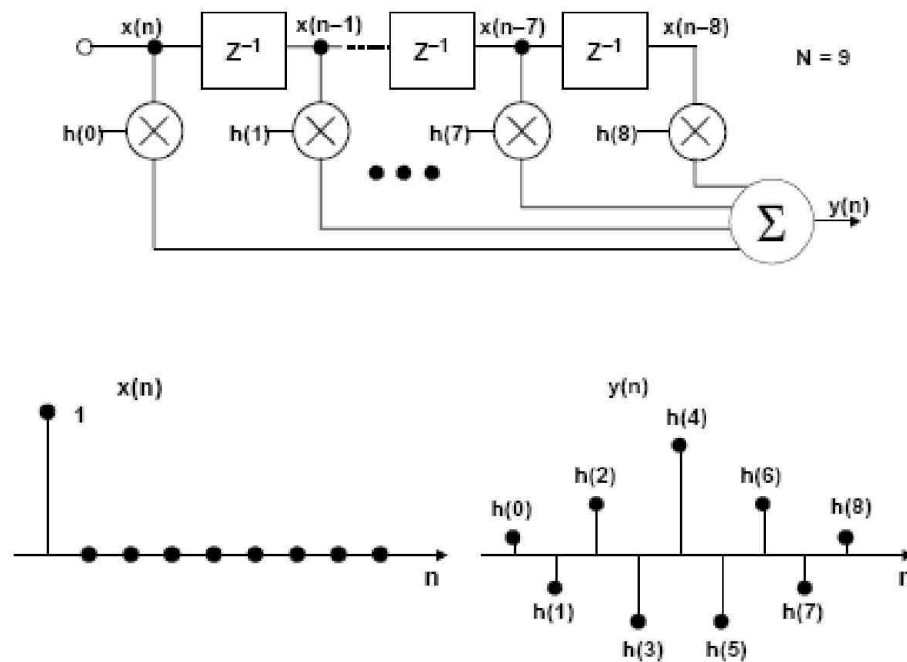 x(n) x(n–1) x(n–7) x(n–8)
Z⁻¹ Z⁻¹ Z⁻¹ N = 9
h(0) h(1) h(7) h(8)
y(n)
Σ
x(n)
1
n
y(n)
h(4)
h(2) h(6)
h(0) h(8)
h(1) h(7)
h(3) h(5)
n